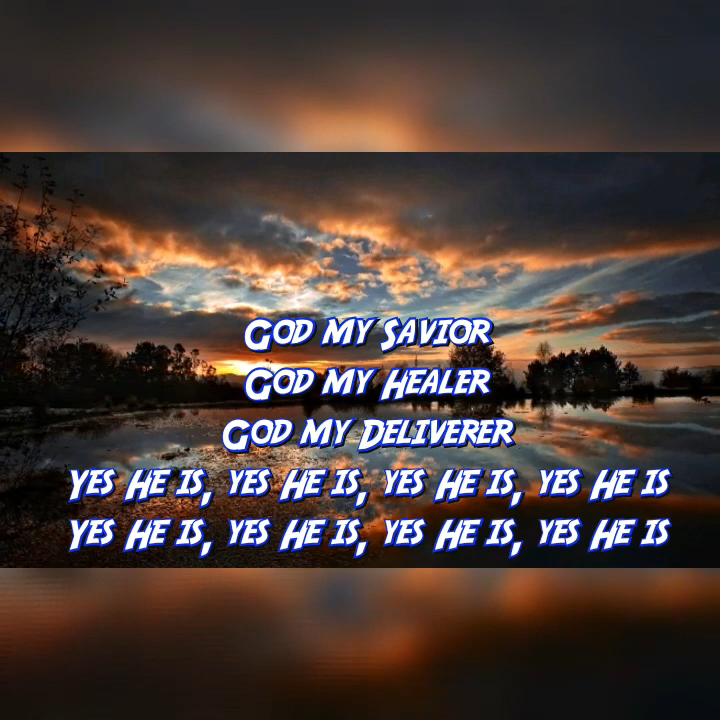 God my Savior
God my Healer
God my Deliverer
Yes He is, yes He is, yes He is, yes He is
Yes He is, yes He is, yes He is, yes He is